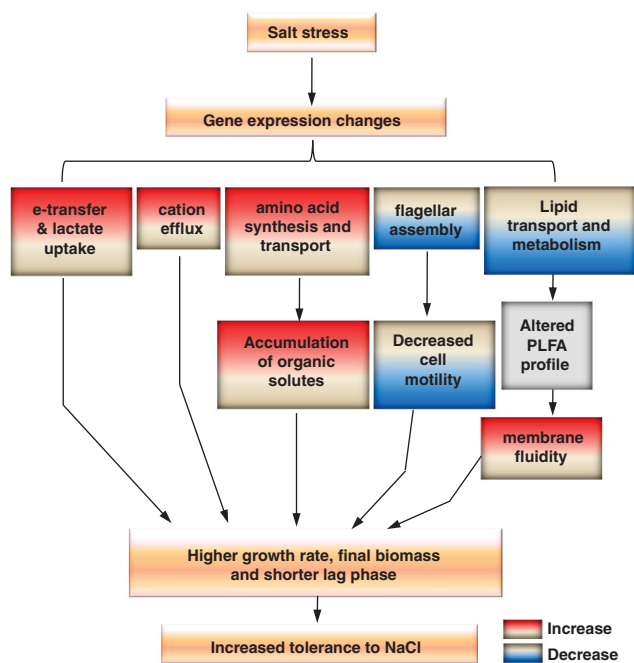 Salt stress
Gene expression changes
e-transfer
& lactate
uptake
cation
efflux
amino acid
synthesis and
transport
flagellar
assembly
Lipid
transport and
metabolism
Accumulation
of organic
solutes
Decreased
cell
motility
Altered
PLFA
profile
membrane
fluidity
Higher growth rate, final biomass
and shorter lag phase
Increased tolerance to NaCl
Increase
Decrease